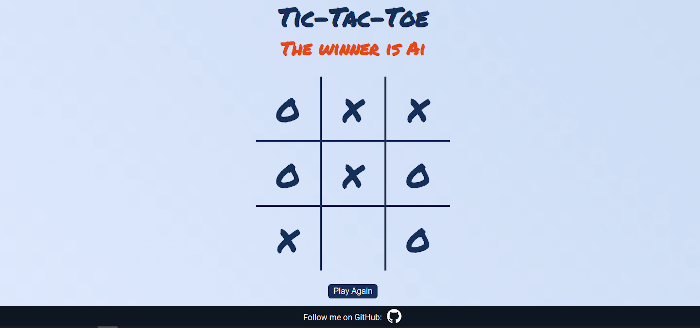 Tic-Tac-Toe
The winner is Ai
O X X
O X O
X O
Play Again
Follow me on GitHub: